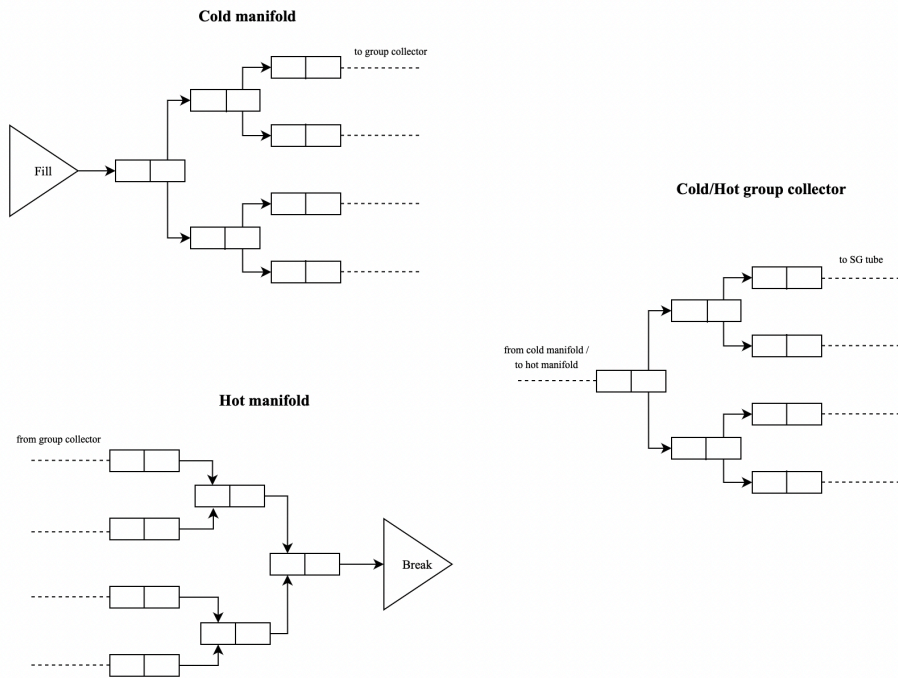 Cold manifold
to group collector
Fill
Cold/Hot group collector
to SG tube
from cold manifold /
to hot manifold
Hot manifold
from group collector
Break